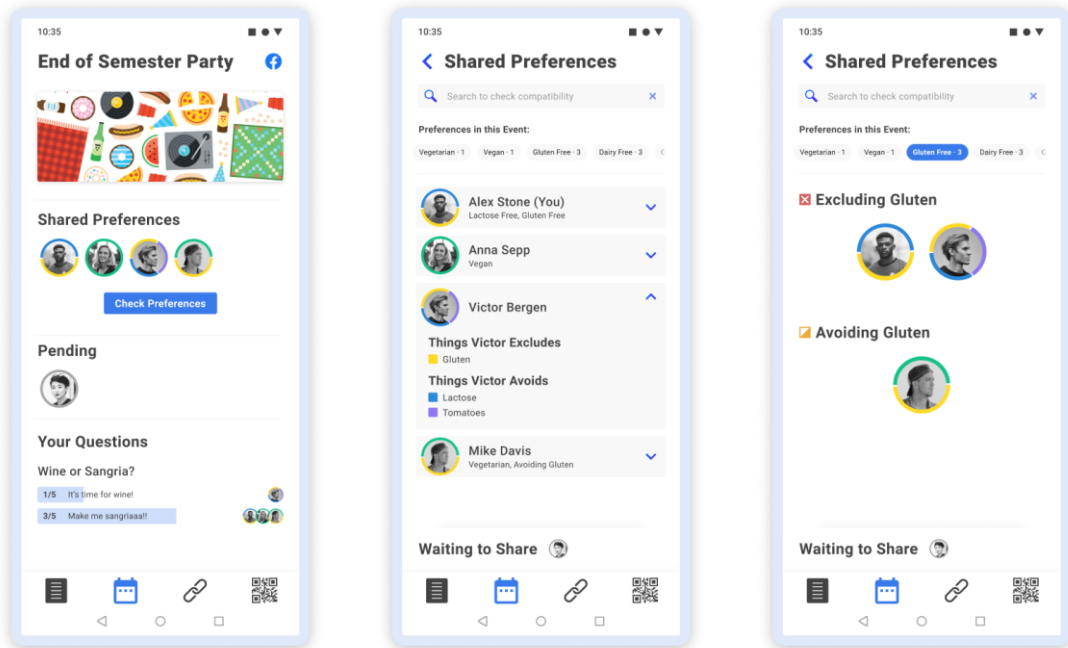 10:35
End of Semester Party
Shared Preferences
Check Preferences
Pending
Your Questions
Wine or Sangria?
1/5 It's time for wine!
3/5 Make me sangriaaa!!
10:35
Shared Preferences
Search to check compatibility
Preferences in this Event:
Vegetarian · 1 Vegan · 1 Gluten Free · 3 Dairy Free · 3
Alex Stone (You)
Lactose Free, Gluten Free
Anna Sepp
Vegan
Victor Bergen
Things Victor Excludes
Gluten
Things Victor Avoids
Lactose
Tomatoes
Mike Davis
Vegetarian, Avoiding Gluten
Waiting to Share
10:35
Shared Preferences
Search to check compatibility
Preferences in this Event:
Vegetarian · 1 Vegan · 1 Gluten Free · 3 Dairy Free · 3
Excluding Gluten
Avoiding Gluten
Waiting to Share